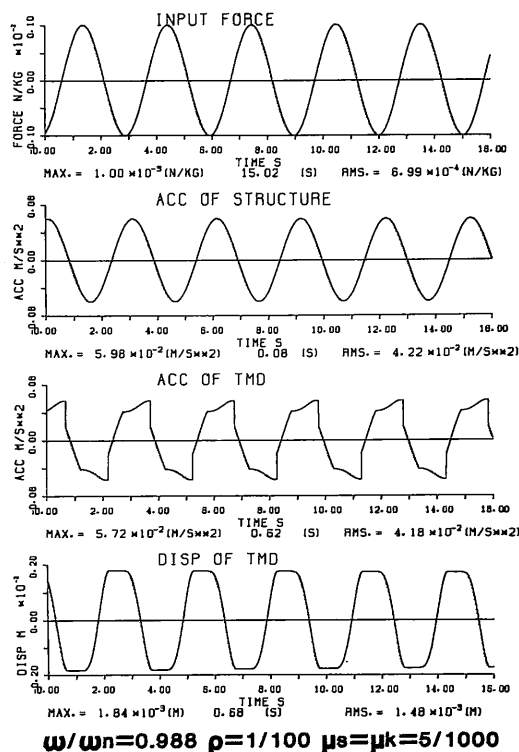 INPUT FORCE
FORCE N/KG ×10⁻²
0.10
0.00
0.10
0.00 2.00 4.00 6.00 8.00 10.00 12.00 14.00 16.00 18.00
TIME S
MAX. = 1.00 ×10⁻³ (N/KG) 15.02 (S) RMS. = 6.99 ×10⁻⁴ (N/KG)
ACC OF STRUCTURE
ACC M/S××2
0.08
0.00
0.08
0.00 2.00 4.00 6.00 8.00 10.00 12.00 14.00 16.00 18.00
TIME S
MAX. = 5.98 ×10⁻² (M/S××2) 0.08 (S) RMS. = 4.22 ×10⁻² (M/S××2)
ACC OF TMD
ACC M/S××2
0.08
0.00
0.08
0.00 2.00 4.00 6.00 8.00 10.00 12.00 14.00 16.00 18.00
TIME S
MAX. = 5.72 ×10⁻² (M/S××2) 0.62 (S) RMS. = 4.18 ×10⁻² (M/S××2)
DISP OF TMD
DISP M ×10⁻²
0.20
0.00
0.20
0.00 2.00 4.00 6.00 8.00 10.00 12.00 14.00 16.00 18.00
TIME S
MAX. = 1.84 ×10⁻³ (M) 0.68 (S) RMS. = 1.48 ×10⁻³ (M)
ω/ωn=0.988 ρ=1/100 μs=μk=5/1000